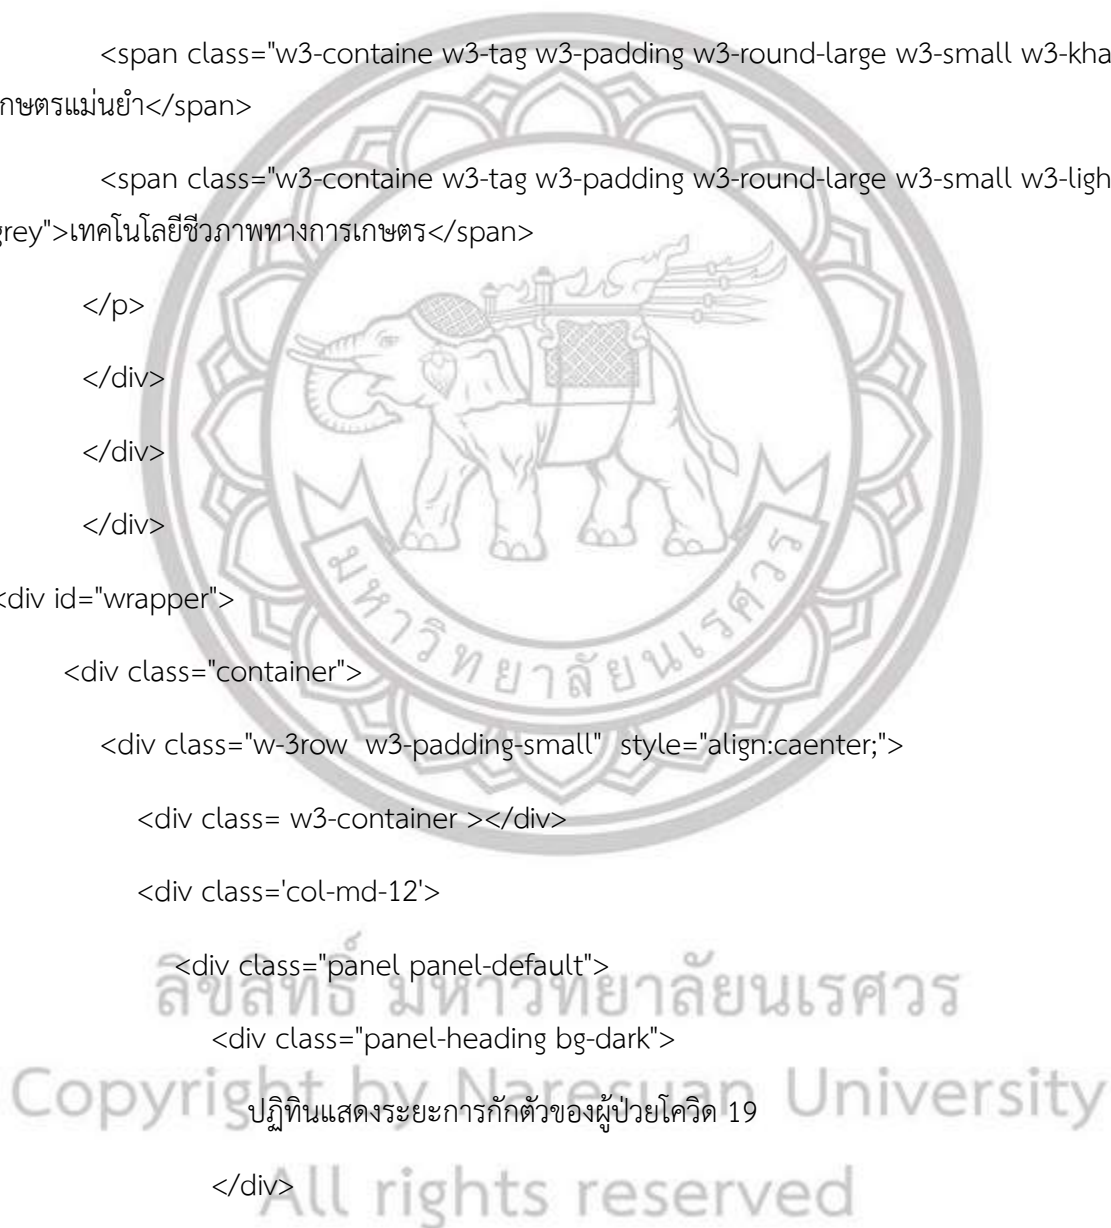 <span class="w3-containe w3-tag w3-padding w3-round-large w3-small w3-kha
กษตรแม่นยำ</span>
<span class="w3-containe w3-tag w3-padding w3-round-large w3-small w3-ligh
grey">เทคโนโลยีชีวภาพทางการเกษตร</span>
</p>
</div>
</div>
</div>
<div id="wrapper">
<div class="container">
<div class="w-3row  w3-padding-small"  style="align:caenter;">
<div class= w3-container ></div>
<div class='col-md-12'>
<div class="panel panel-default">
<div class="panel-heading bg-dark">
ปฏิทินแสดงระยะการกักตัวของผู้ป่วยโควิด 19
</div>
มหาวิทยาลัยนเรศวร
ลิขสิทธิ์ มหาวิทยาลัยนเรศวร
Copyright by Naresuan University
All rights reserved